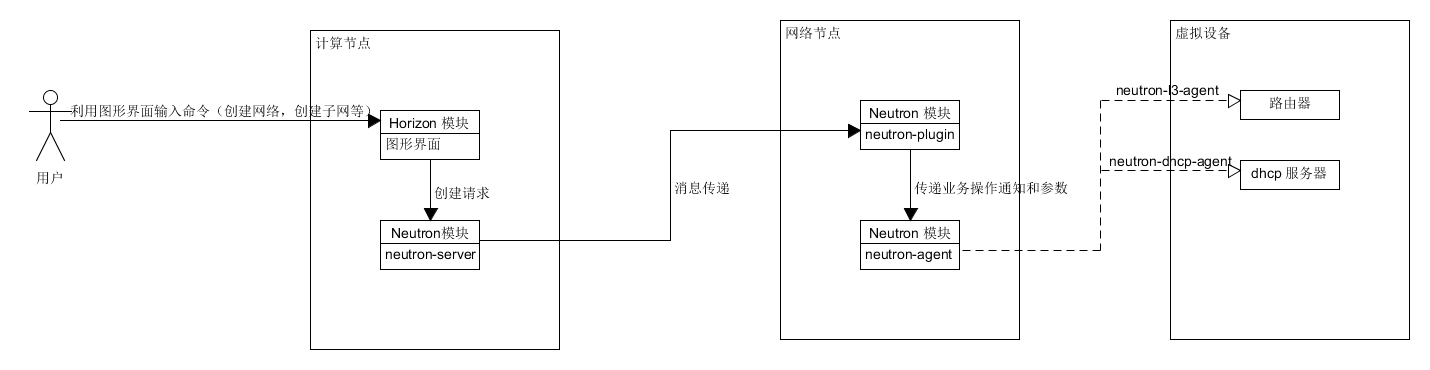 用户
利用图形界面输入命令（创建网络，创建子网等）
计算节点
Horizon 模块
图形界面
创建请求
Neutron模块
neutron-server
消息传递
网络节点
Neutron 模块
neutron-plugin
传递业务操作通知和参数
Neutron 模块
neutron-agent
虚拟设备
neutron-l3-agent
路由器
neutron-dhcp-agent
dhcp 服务器